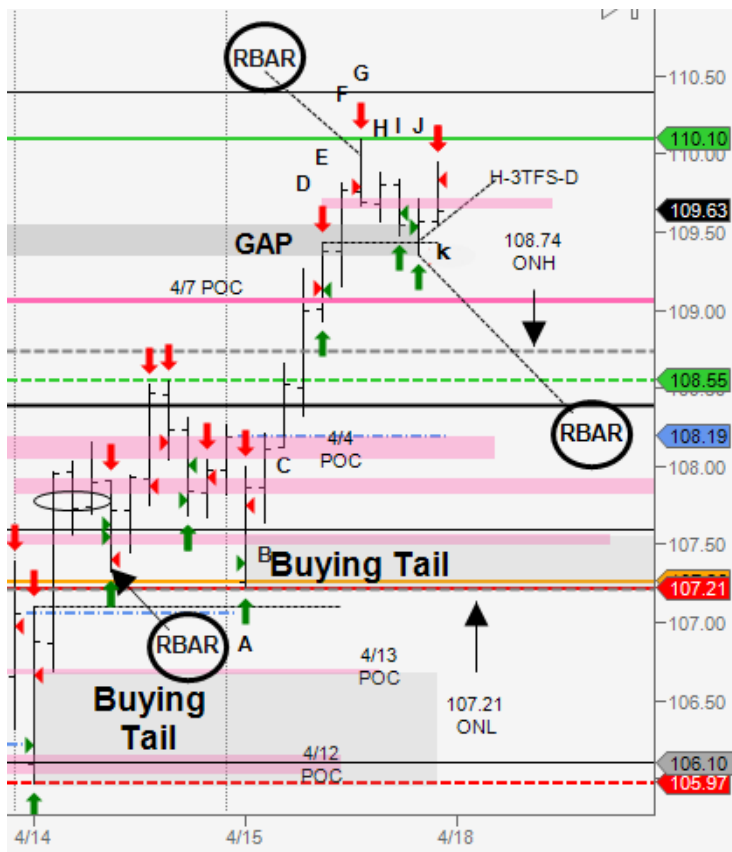 RBAR
G
F
110.50
H I J
110.10
110.00
E
D
H-3TFS-D
109.63
109.50
GAP
k
108.74
ONH
4/7 POC
109.00
108.55
RBAR
108.19
4/4
POC
C
108.00
107.50
B
Buying Tail
107.21
107.00
RBAR
A
4/13
POC
Buying
Tail
107.21
ONL
106.50
4/12
POC
106.10
105.97
4/14
4/15
4/18